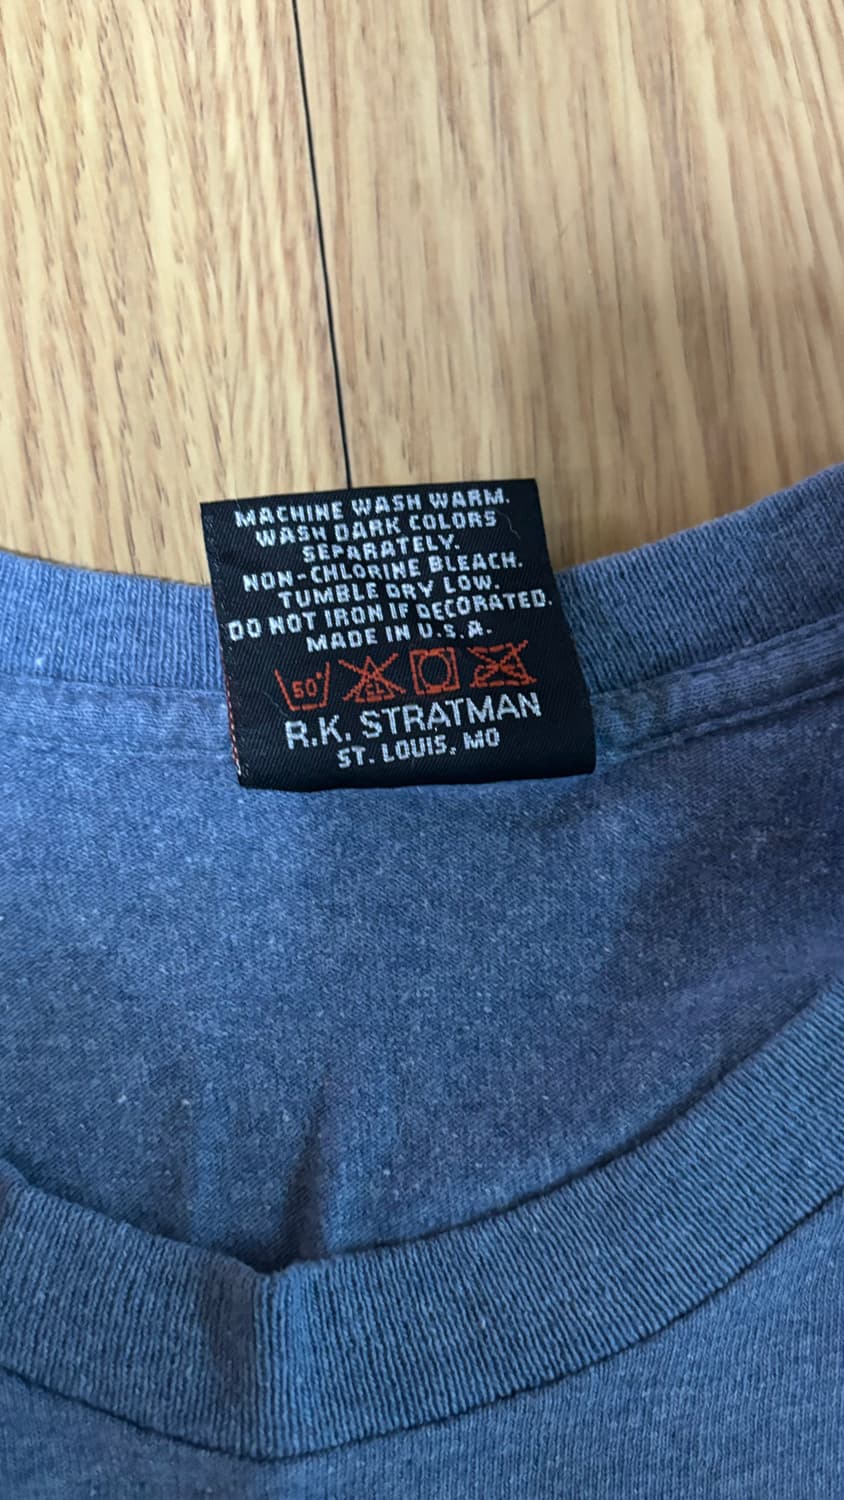 MACHINE WASH WARM.
WASH DARK COLORS
SEPARATELY.
NON-CHLORINE BLEACH.
TUMBLE DRY LOW.
DO NOT IRON IF DECORATED.
MADE IN U.S.A.
50° CL
R.K. STRATMAN
ST. LOUIS, MO